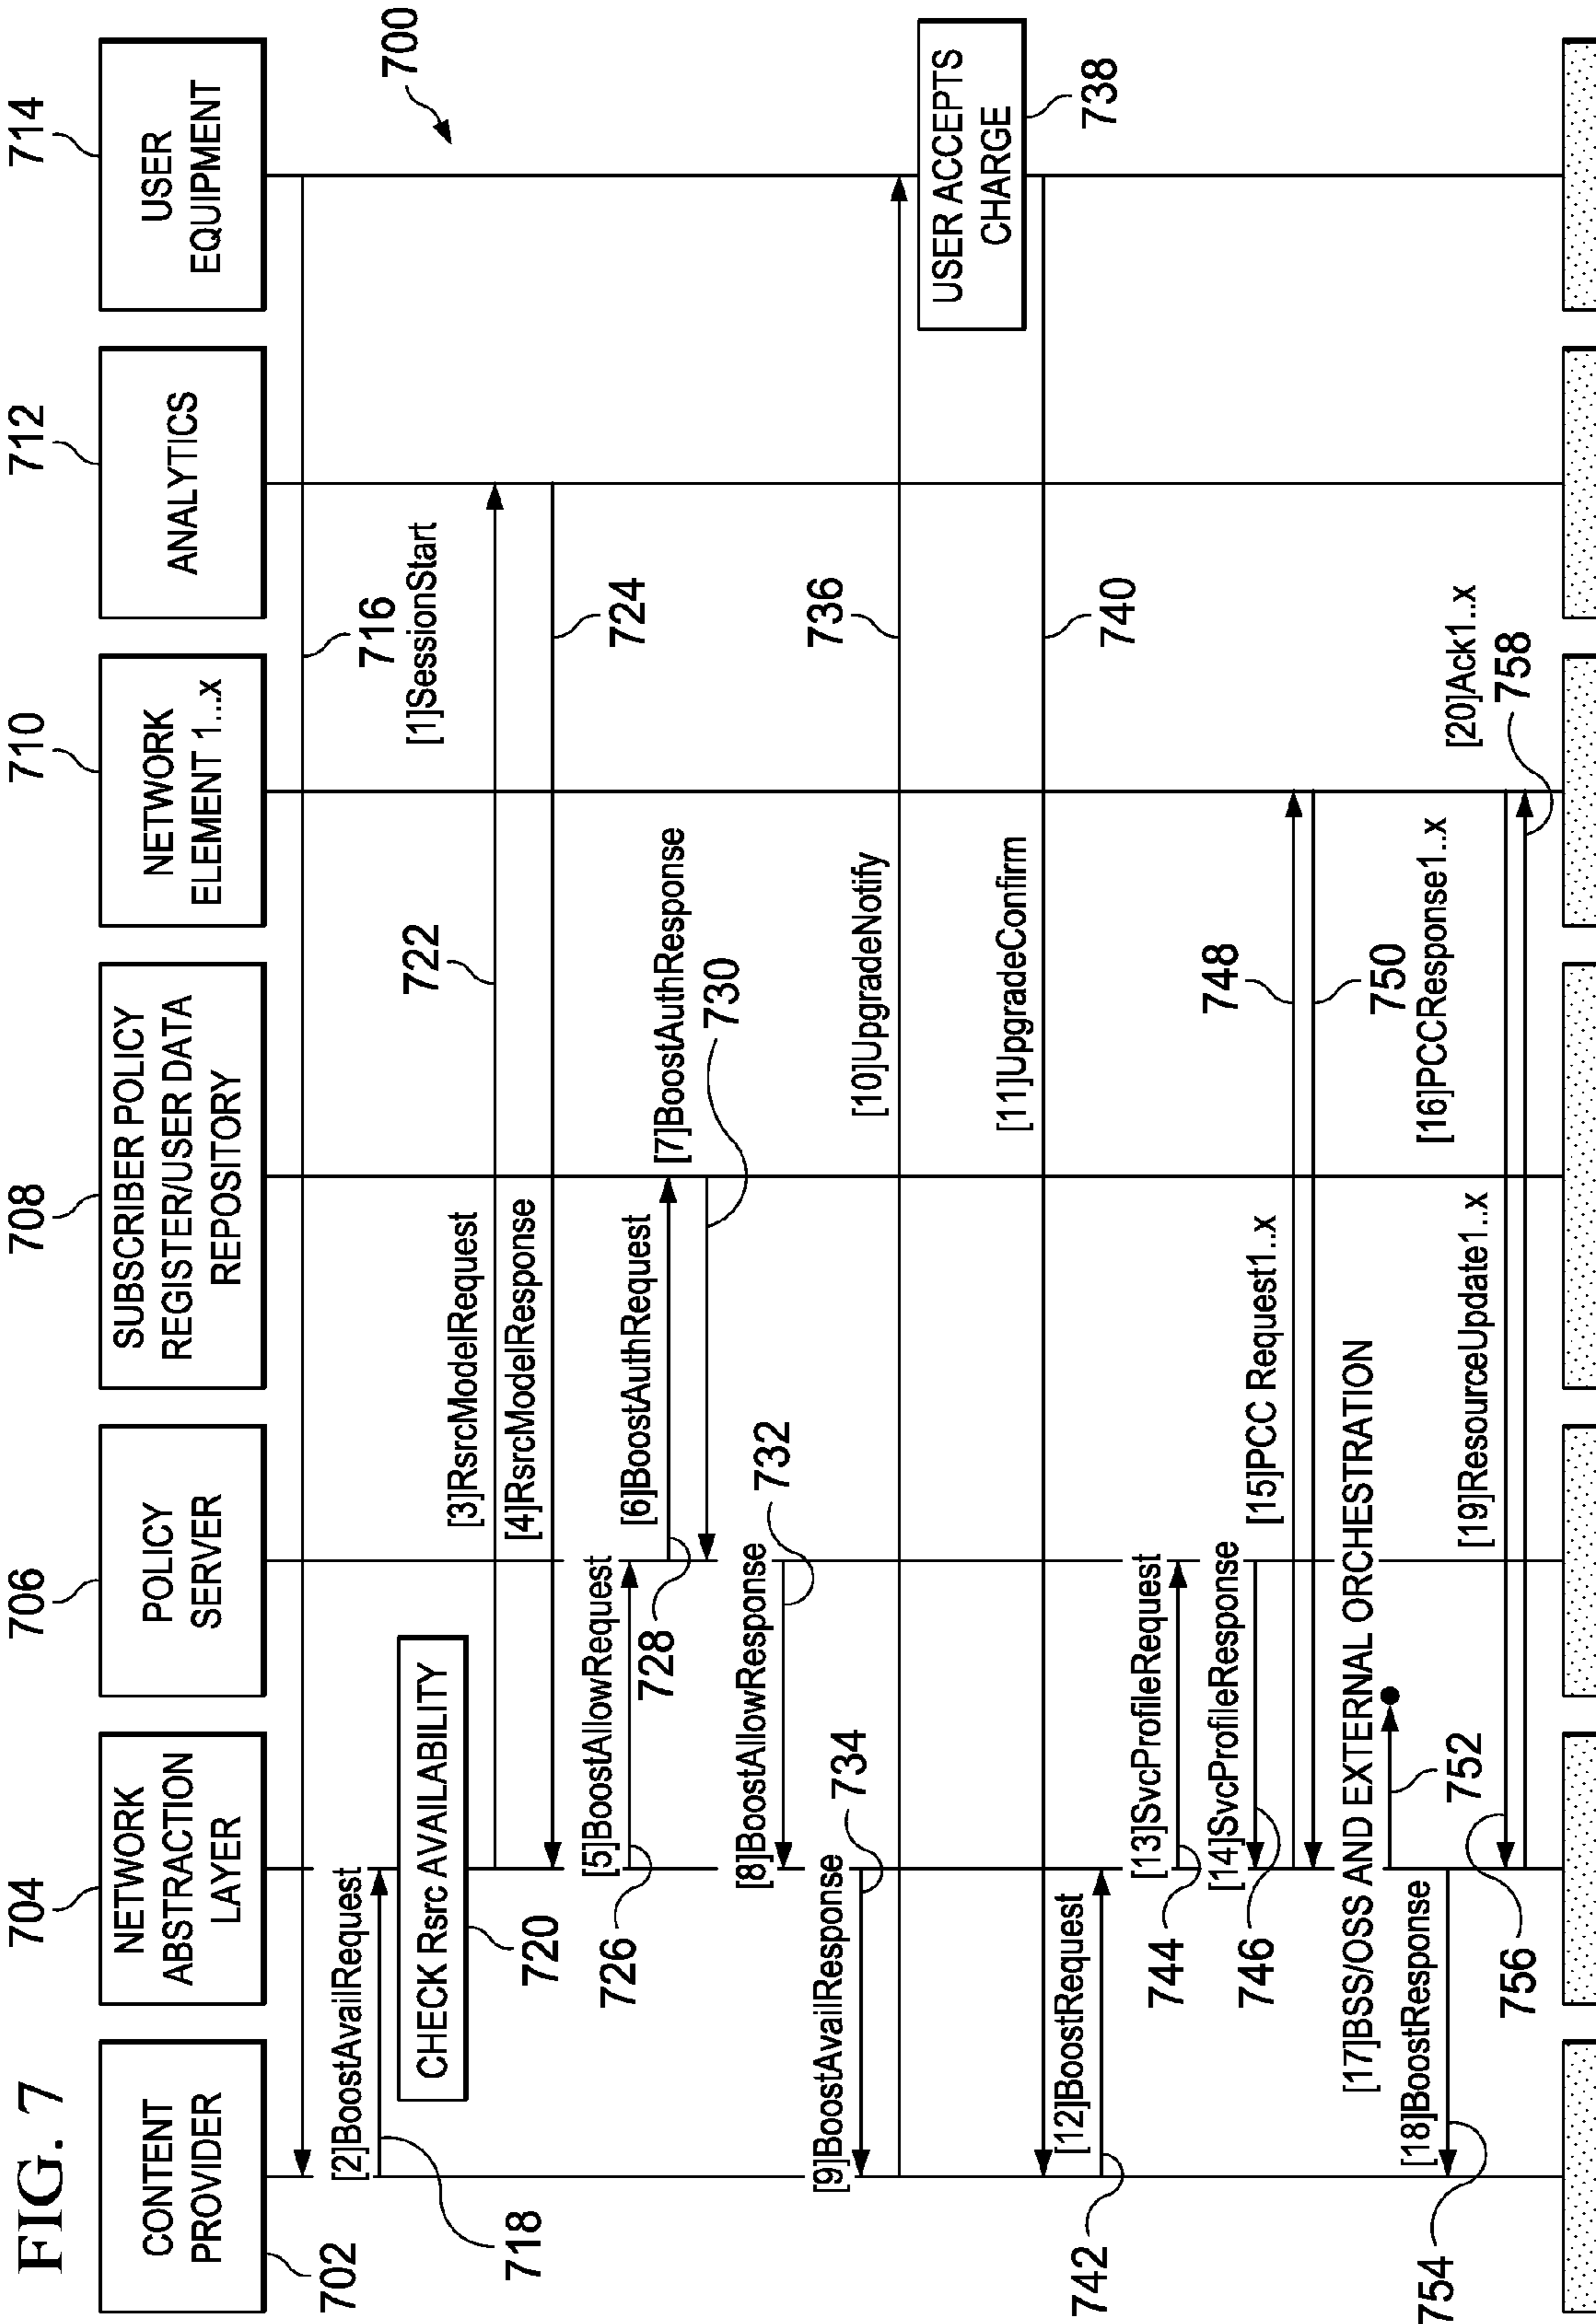 FIG. 7
702
CONTENT
PROVIDER
704
NETWORK
ABSTRACTION
LAYER
706
POLICY
SERVER
708
SUBSCRIBER POLICY
REGISTER/USER DATA
REPOSITORY
710
NETWORK
ELEMENT 1...x
712
ANALYTICS
714
USER
EQUIPMENT
700
716
[1]SessionStart
[2]BoostAvailRequest
718
CHECK Rsrc AVAILABILITY
720
[3]RsrcModelRequest
722
[4]RsrcModelResponse
724
[5]BoostAllowRequest
726
[6]BoostAuthRequest
728
[7]BoostAuthResponse
730
[8]BoostAllowResponse
732
[9]BoostAvailResponse
734
[10]UpgradeNotify
736
USER ACCEPTS
CHARGE
738
[11]UpgradeConfirm
740
[12]BoostRequest
742
[13]SvcProfileRequest
744
[14]SvcProfileResponse
746
[15]PCC Request1..x
748
750
[16]PCCResponse1..x
[17]BSS/OSS AND EXTERNAL ORCHESTRATION
752
[18]BoostResponse
754
[19]ResourceUpdate1..x
756
[20]Ack1..x
758